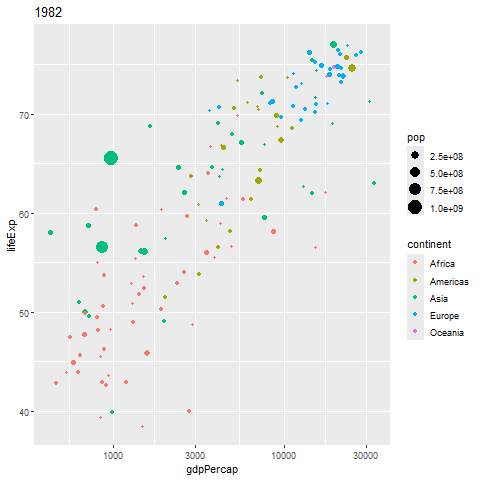 1982
lifeExp
70
60
50
40
1000
3000
10000
30000
gdpPercap
pop
2.5e+08
5.0e+08
7.5e+08
1.0e+09
continent
Africa
Americas
Asia
Europe
Oceania